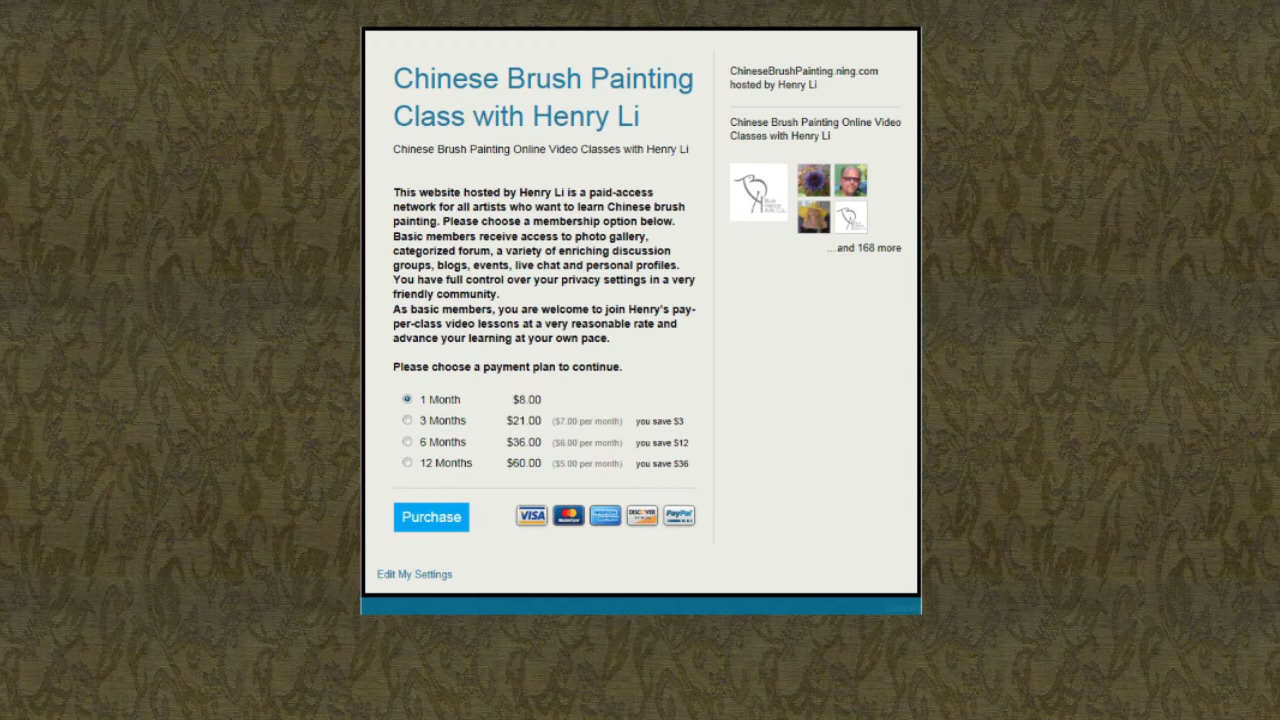 Chinese Brush Painting
Class with Henry Li
Chinese Brush Painting Online Video Classes with Henry Li
This website hosted by Henry Li is a paid-access
network for all artists who want to learn Chinese brush
painting. Please choose a membership option below.
Basic members receive access to photo gallery,
categorized forum, a variety of enriching discussion
groups, blogs, events, live chat and personal profiles.
You have full control over your privacy settings in a very
friendly community.
As basic members, you are welcome to join Henry's pay-
per-class video lessons at a very reasonable rate and
advance your learning at your own pace.
Please choose a payment plan to continue.
1 Month $8.00
3 Months $21.00 ($7.00 per month) you save $3
6 Months $36.00 ($6.00 per month) you save $12
12 Months $60.00 ($5.00 per month) you save $36
Purchase VISA MasterCard DISCOVER PayPal
Edit My Settings
ChineseBrushPainting.ning.com
hosted by Henry Li
Chinese Brush Painting Online Video
Classes with Henry Li
...and 168 more